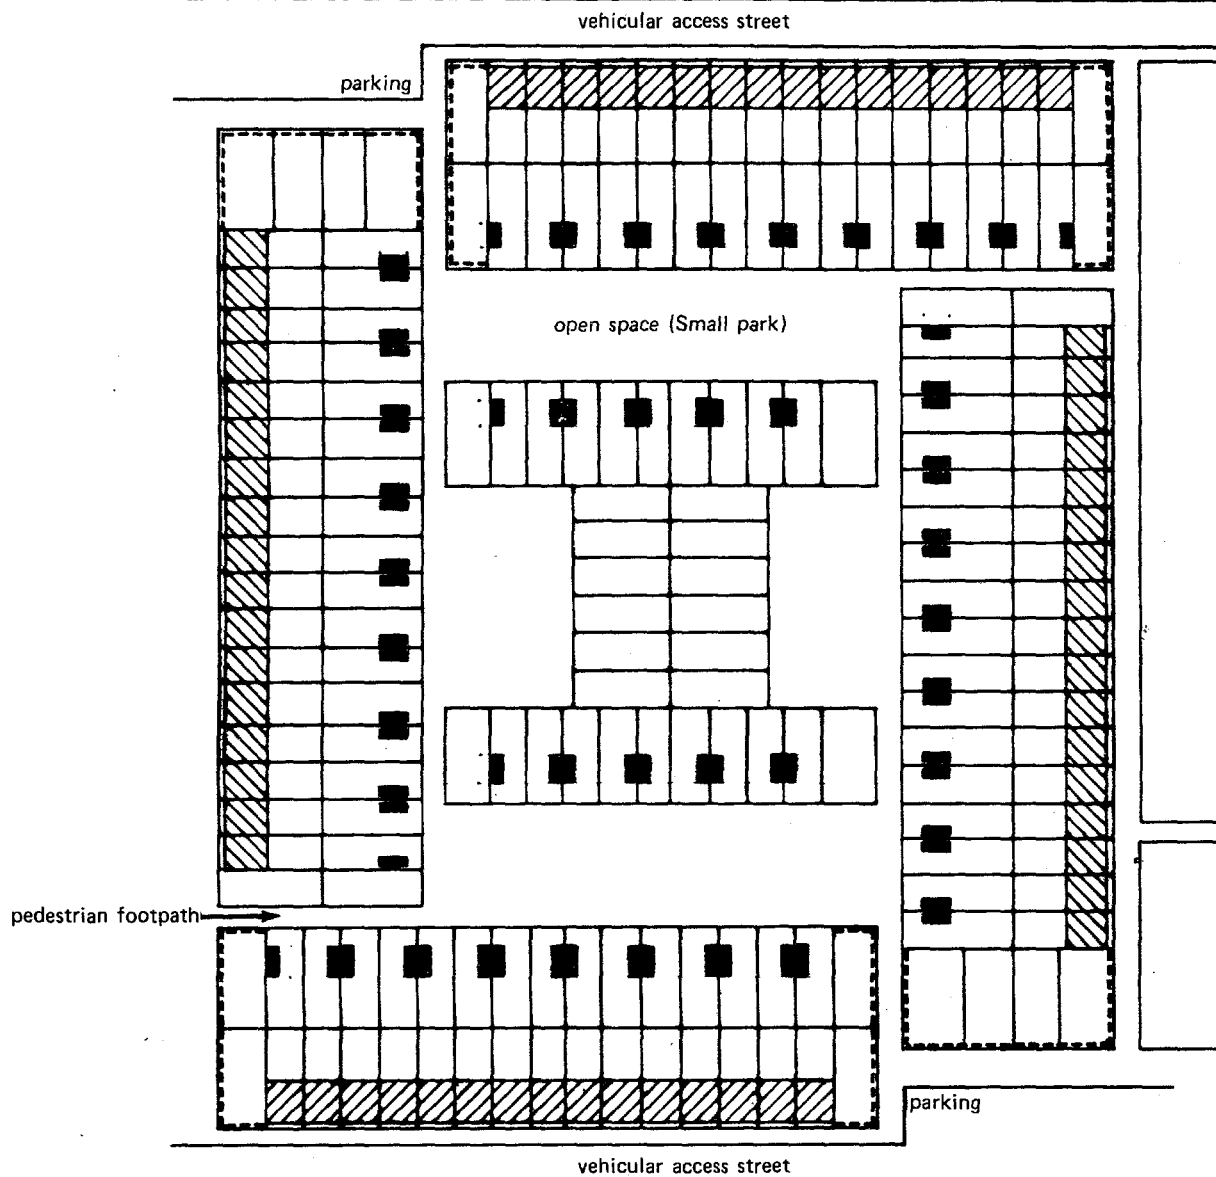 vehicular access street
parking
open space (Small park)
pedestrian footpath
parking
vehicular access street